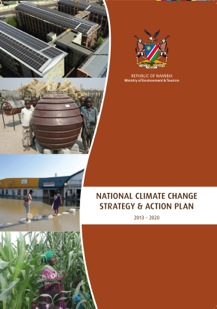 REPUBLIC OF NAMIBIA
Ministry of Environment & Tourism
NATIONAL CLIMATE CHANGE
STRATEGY & ACTION PLAN
2013 – 2020